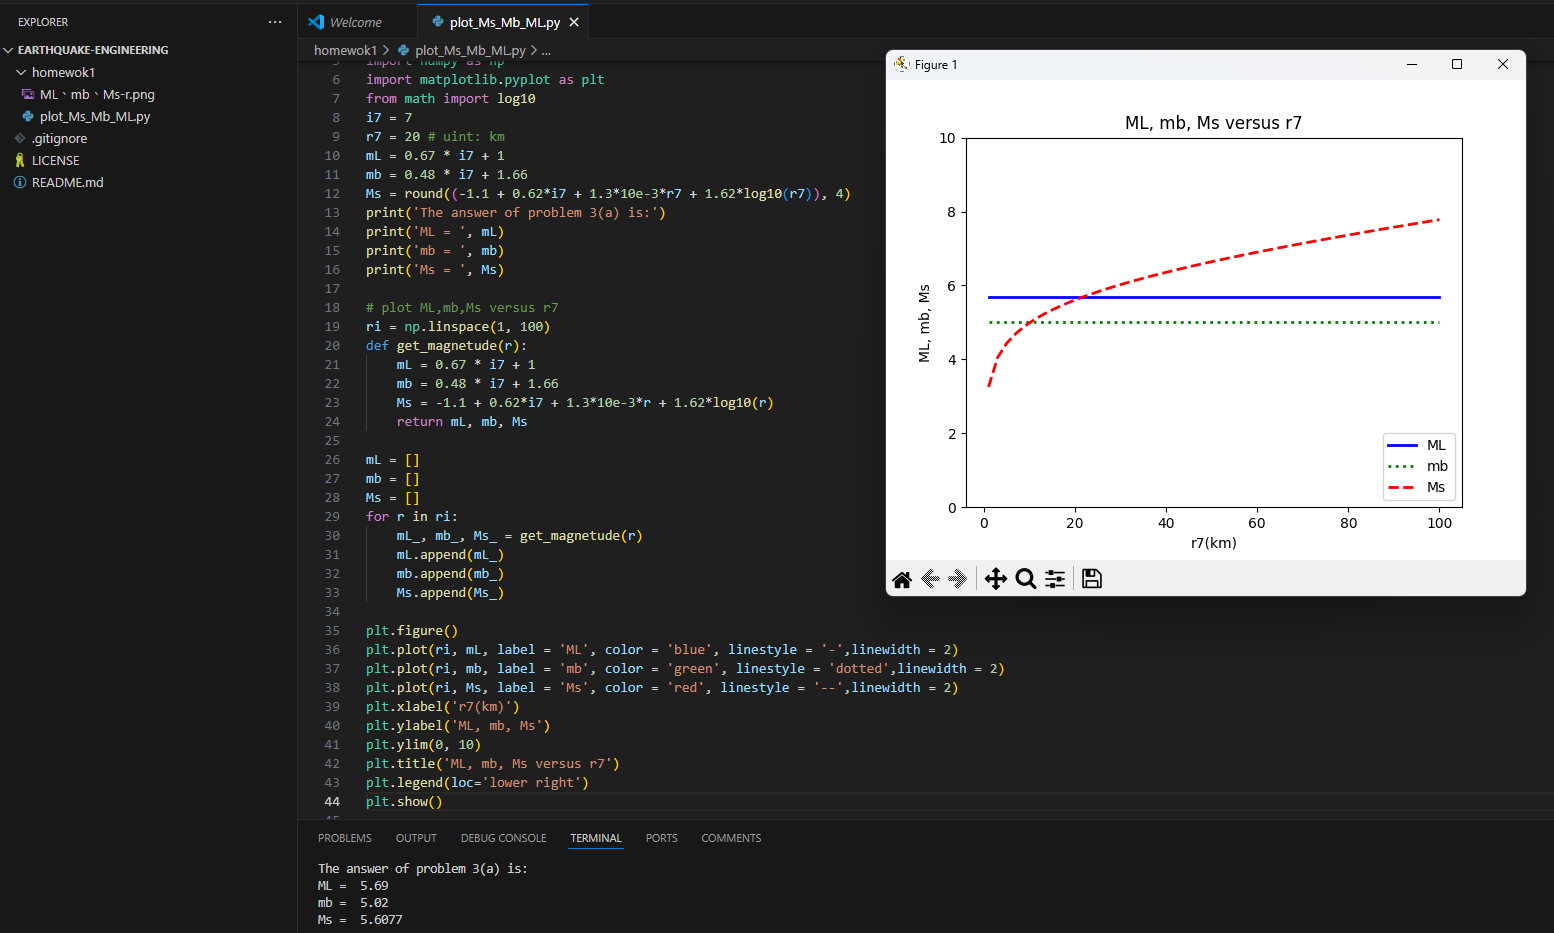 EXPLORER
EARTHQUAKE-ENGINEERING
homewok1
ML、mb、Ms-r.png
plot_Ms_Mb_ML.py
.gitignore
LICENSE
README.md
Welcome
plot_Ms_Mb_ML.py
homewok1 > plot_Ms_Mb_ML.py > ...
5 import numpy as np
6 import matplotlib.pyplot as plt
7 from math import log10
8 i7 = 7
9 r7 = 20 # uint: km
10 mL = 0.67 * i7 + 1
11 mb = 0.48 * i7 + 1.66
12 Ms = round((-1.1 + 0.62*i7 + 1.3*10e-3*r7 + 1.62*log10(r7)), 4)
13 print('The answer of problem 3(a) is:')
14 print('ML = ', mL)
15 print('mb = ', mb)
16 print('Ms = ', Ms)
17
18 # plot ML,mb,Ms versus r7
19 ri = np.linspace(1, 100)
20 def get_magnetude(r):
21     mL = 0.67 * i7 + 1
22     mb = 0.48 * i7 + 1.66
23     Ms = -1.1 + 0.62*i7 + 1.3*10e-3*r + 1.62*log10(r)
24     return mL, mb, Ms
25
26 mL = []
27 mb = []
28 Ms = []
29 for r in ri:
30     mL_, mb_, Ms_ = get_magnetude(r)
31     mL.append(mL_)
32     mb.append(mb_)
33     Ms.append(Ms_)
34
35 plt.figure()
36 plt.plot(ri, mL, label = 'ML', color = 'blue', linestyle = '-',linewidth = 2)
37 plt.plot(ri, mb, label = 'mb', color = 'green', linestyle = 'dotted',linewidth = 2)
38 plt.plot(ri, Ms, label = 'Ms', color = 'red', linestyle = '--',linewidth = 2)
39 plt.xlabel('r7(km)')
40 plt.ylabel('ML, mb, Ms')
41 plt.ylim(0, 10)
42 plt.title('ML, mb, Ms versus r7')
43 plt.legend(loc='lower right')
44 plt.show()
45
Figure 1
ML, mb, Ms versus r7
10
8
6
4
2
0
ML, mb, Ms
ML
mb
Ms
0 20 40 60 80 100
r7(km)
PROBLEMS OUTPUT DEBUG CONSOLE TERMINAL PORTS COMMENTS
The answer of problem 3(a) is:
ML =  5.69
mb =  5.02
Ms =  5.6077